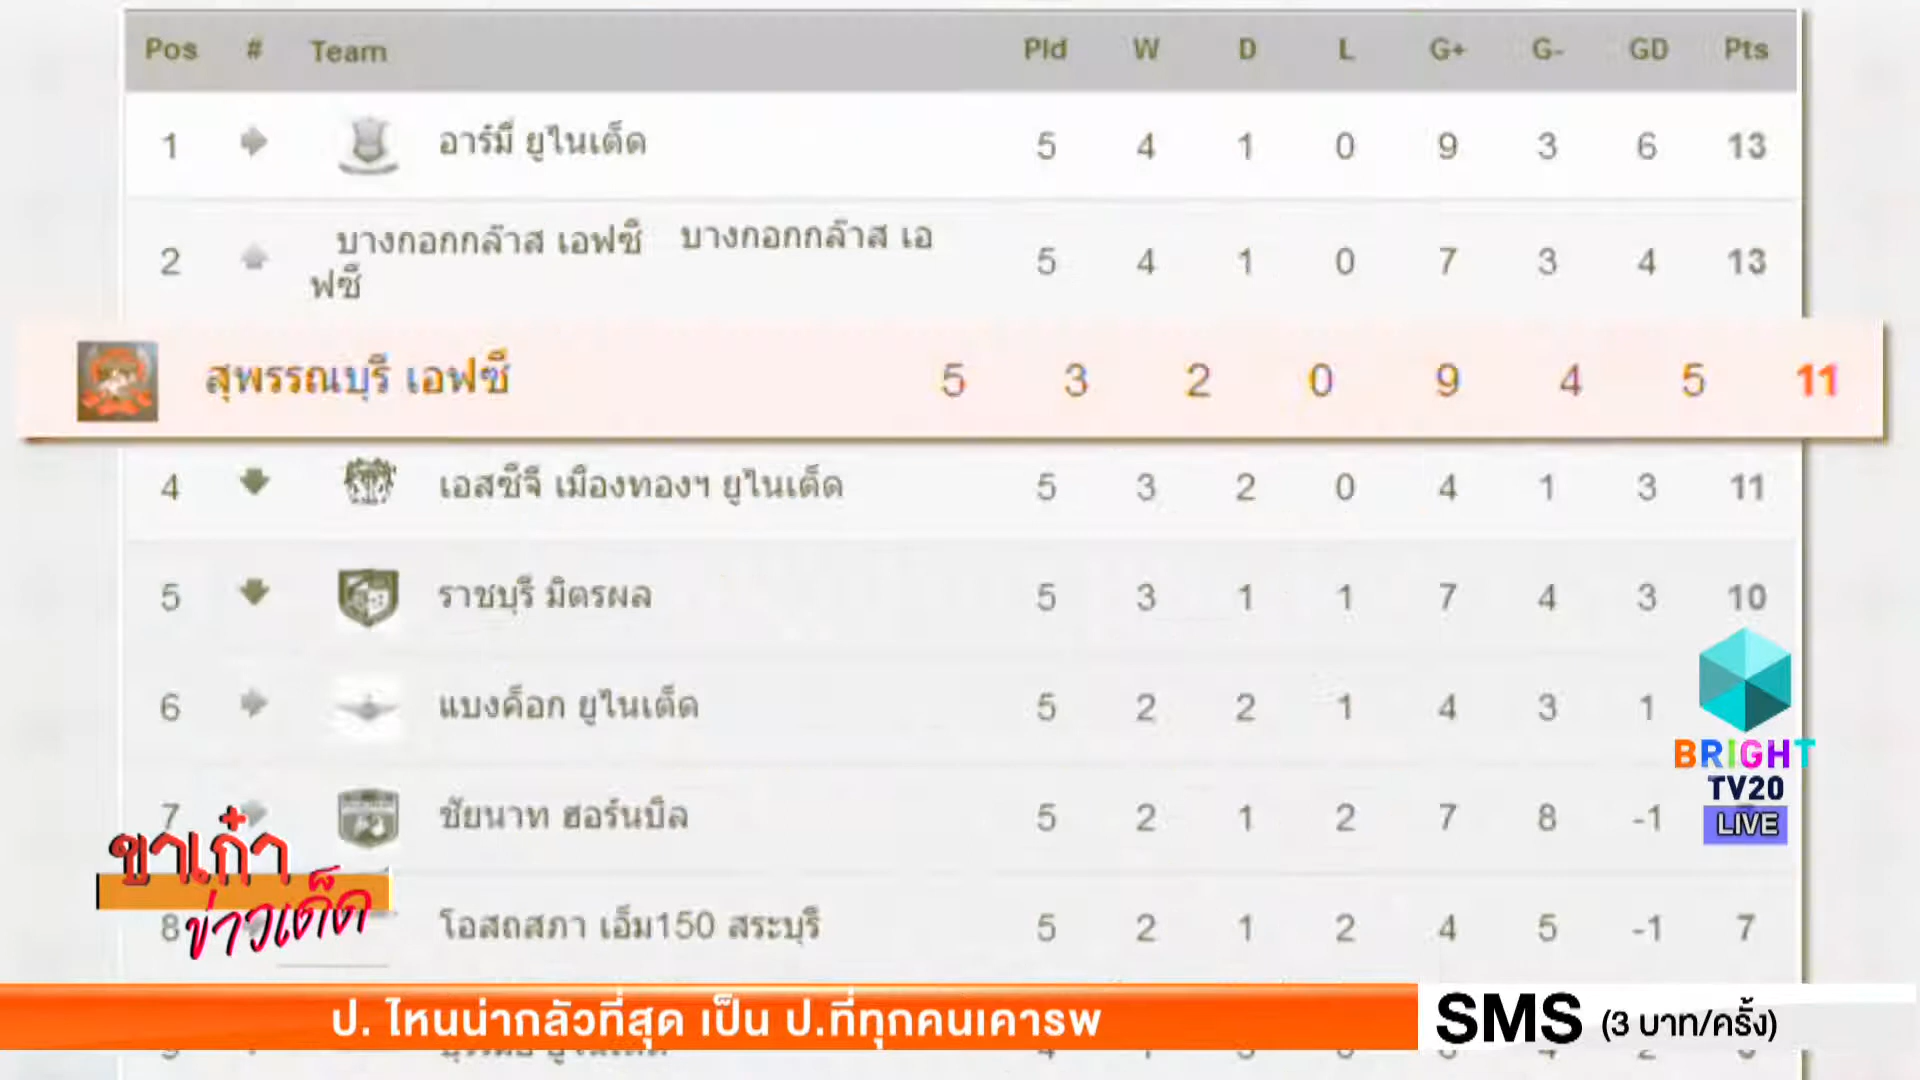 Pos # Team Pld W D L G+ G- GD Pts
1 อาร์มี่ ยูไนเต็ด 5 4 1 0 9 3 6 13
2 บางกอกกล๊าส เอฟซี บางกอกกล๊าส เอ 5 4 1 0 7 3 4 13
ฟซี
สุพรรณบุรี เอฟซี 5 3 2 0 9 4 5 11
4 เอสซีจี เมืองทองฯ ยูไนเต็ด 5 3 2 0 4 1 3 11
5 ราชบุรี มิตรผล 5 3 1 1 7 4 3 10
6 แบงค็อก ยูไนเต็ด 5 2 2 1 4 3 1
BRIGHT
TV20
LIVE
7 ชัยนาท ฮอร์นบิล 5 2 1 2 7 8 -1
ขาเก๋า
ข่าวเด็ด
8 โอสถสภา เอ็ม150 สระบุรี 5 2 1 2 4 5 -1 7
ป. ไหนน่ากลัวที่สุด เป็น ป.ที่ทุกคนเคารพ
SMS (3 บาท/ครั้ง)